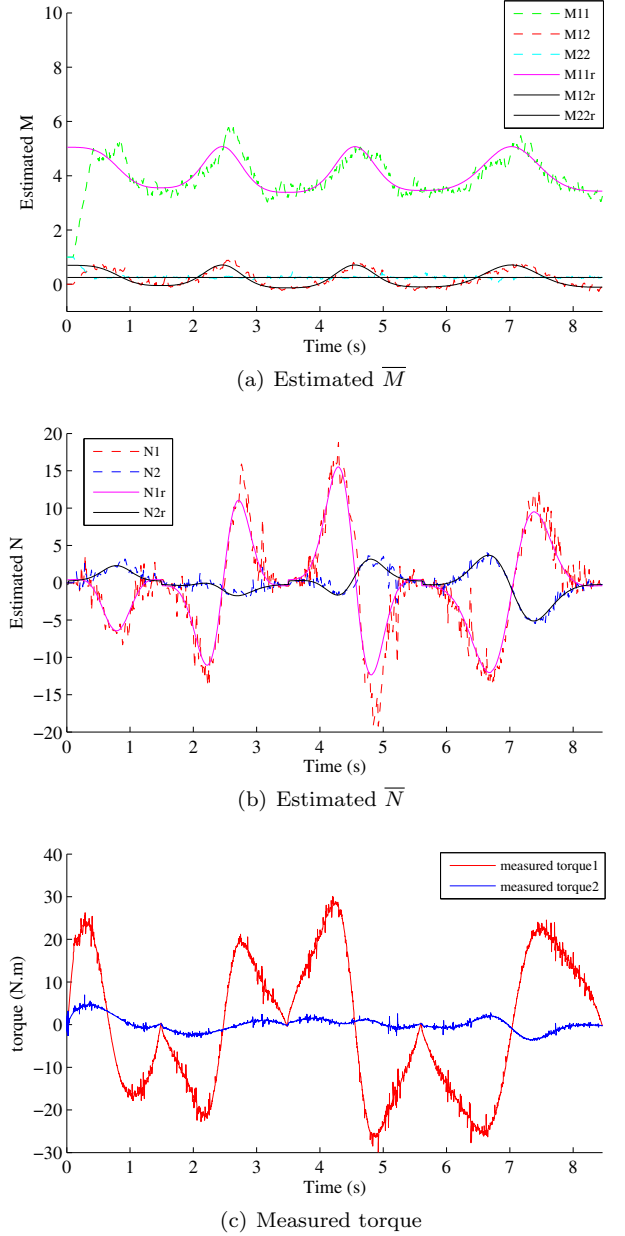 10
8
6
4
2
0
Estimated M
M11
M12
M22
M11r
M12r
M22r
0 1 2 3 4 5 6 7 8
Time (s)
(a) Estimated M
20
15
10
5
0
−5
−10
−15
−20
Estimated N
N1
N2
N1r
N2r
0 1 2 3 4 5 6 7 8
Time (s)
(b) Estimated N
40
30
20
10
0
−10
−20
−30
torque (N.m)
measured torque1
measured torque2
0 1 2 3 4 5 6 7 8
Time (s)
(c) Measured torque